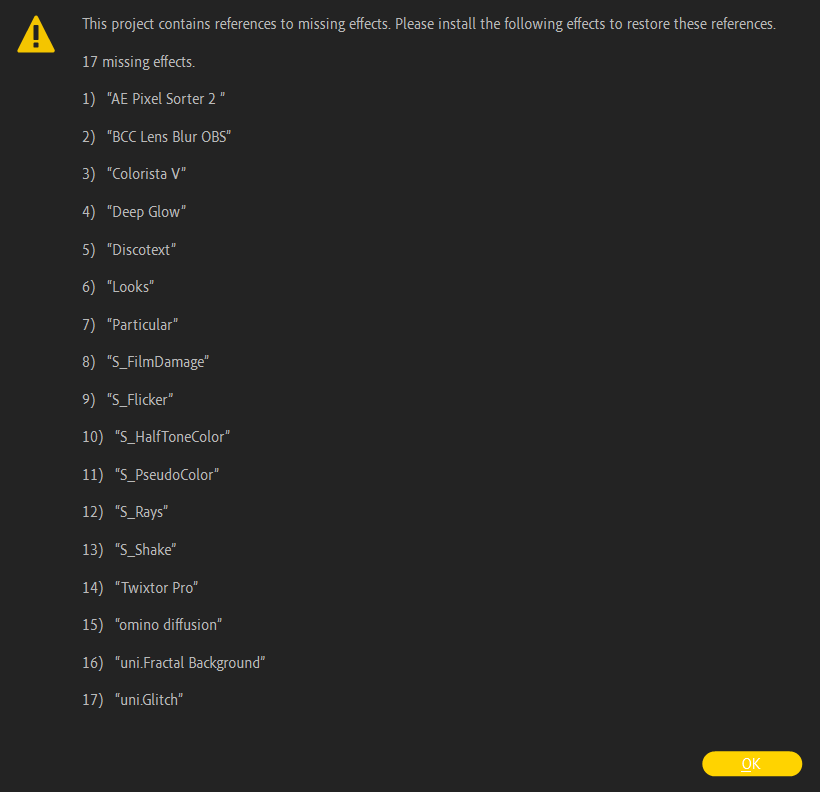 This project contains references to missing effects. Please install the following effects to restore these references.
17 missing effects.
1) "AE Pixel Sorter 2 "
2) "BCC Lens Blur OBS"
3) "Colorista V"
4) "Deep Glow"
5) "Discotext"
6) "Looks"
7) "Particular"
8) "S_FilmDamage"
9) "S_Flicker"
10) "S_HalfToneColor"
11) "S_PseudoColor"
12) "S_Rays"
13) "S_Shake"
14) "Twixtor Pro"
15) "omino diffusion"
16) "uni.Fractal Background"
17) "uni.Glitch"
OK